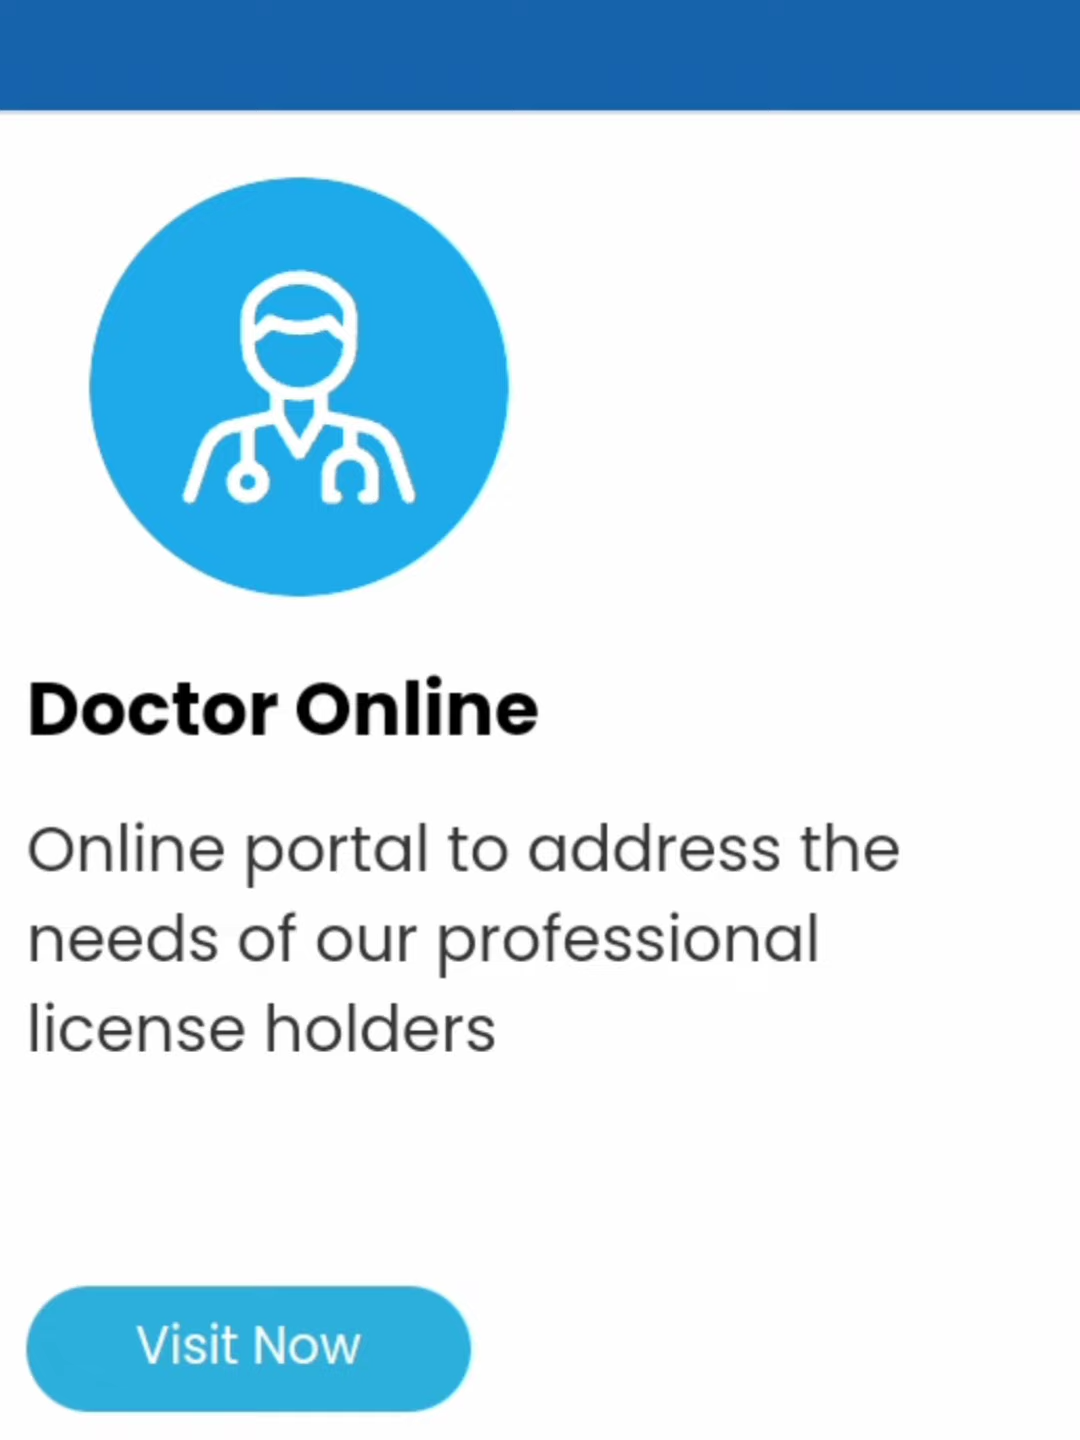 Doctor Online
Online portal to address the
needs of our professional
license holders
Visit Now